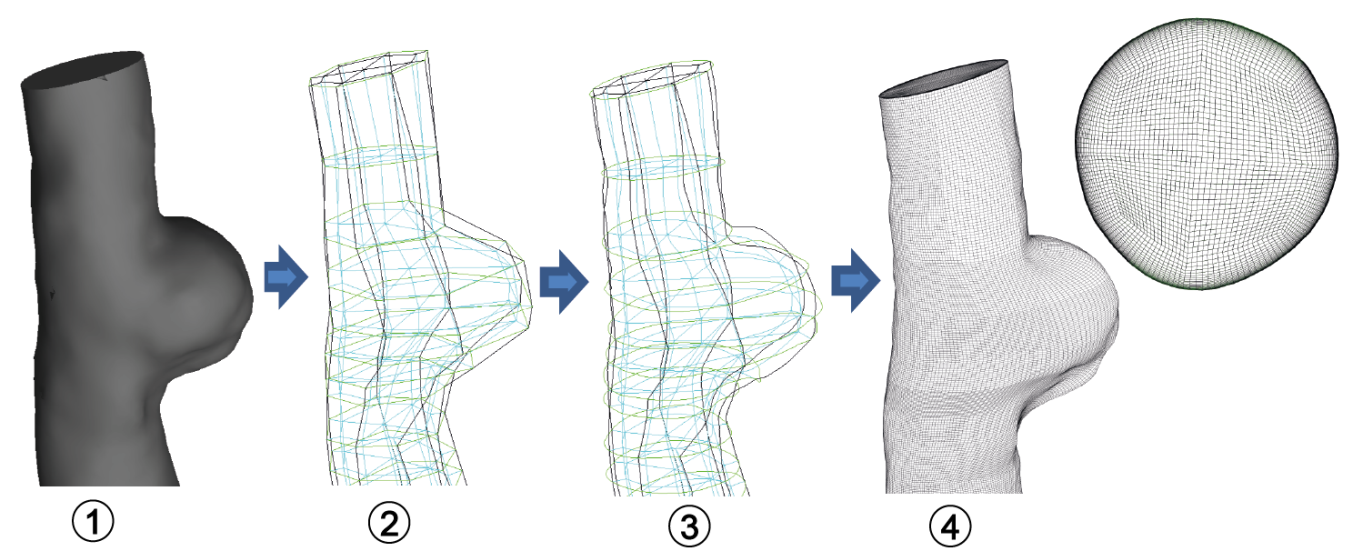 ① ② ③ ④